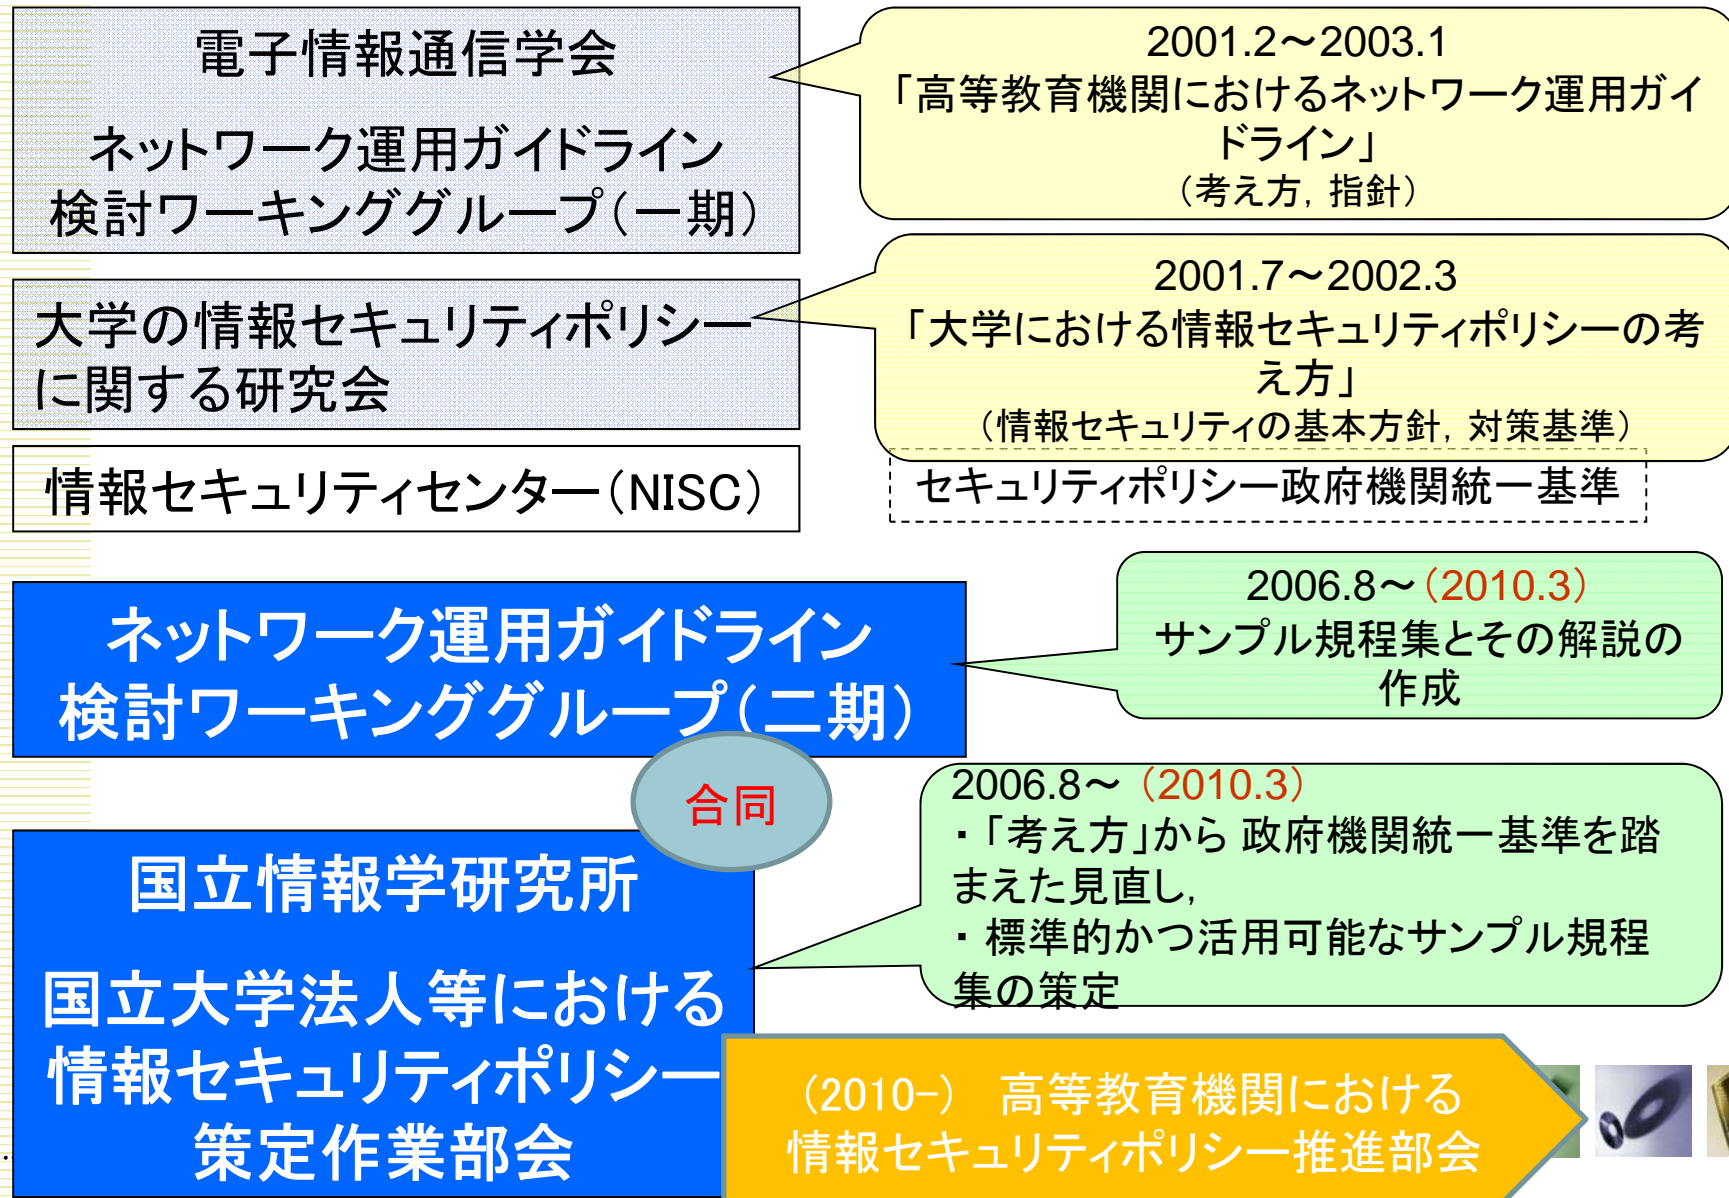 電子情報通信学会
ネットワーク運用ガイドライン
検討ワーキンググループ（一期）
2001.2～2003.1
「高等教育機関におけるネットワーク運用ガイ
ドライン」
（考え方，指針）
大学の情報セキュリティポリシー
に関する研究会
2001.7～2002.3
「大学における情報セキュリティポリシーの考
え方」
（情報セキュリティの基本方針，対策基準）
情報セキュリティセンター（NISC）
セキュリティポリシー政府機関統一基準
ネットワーク運用ガイドライン
検討ワーキンググループ（二期）
2006.8～（2010.3）
サンプル規程集とその解説の
作成
合同
国立情報学研究所
国立大学法人等における
情報セキュリティポリシー
策定作業部会
2006.8～（2010.3）
・「考え方」から 政府機関統一基準を踏
まえた見直し，
・標準的かつ活用可能なサンプル規程
集の策定
（2010−） 高等教育機関における
情報セキュリティポリシー推進部会